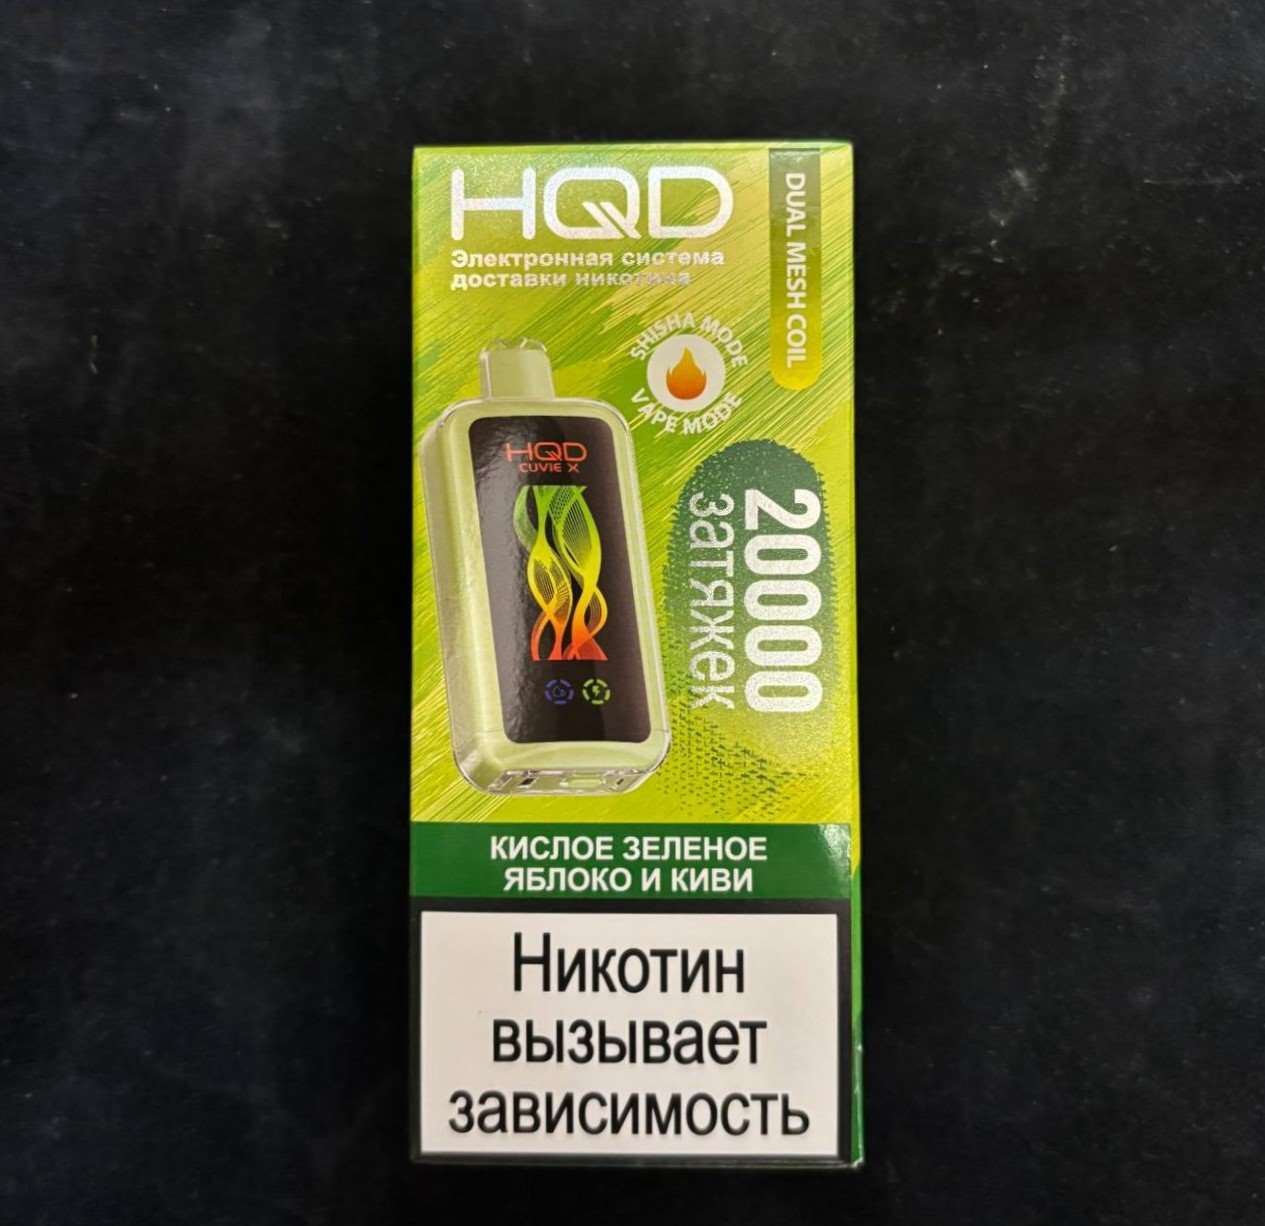 HQD
Электронная система
доставки никотина
DUAL MESH COIL
SHISHA MODE
VAPE MODE
HQD
CUVIE X
20000
затяжек
КИСЛОЕ ЗЕЛЕНОЕ
ЯБЛОКО И КИВИ
Никотин
вызывает
зависимость